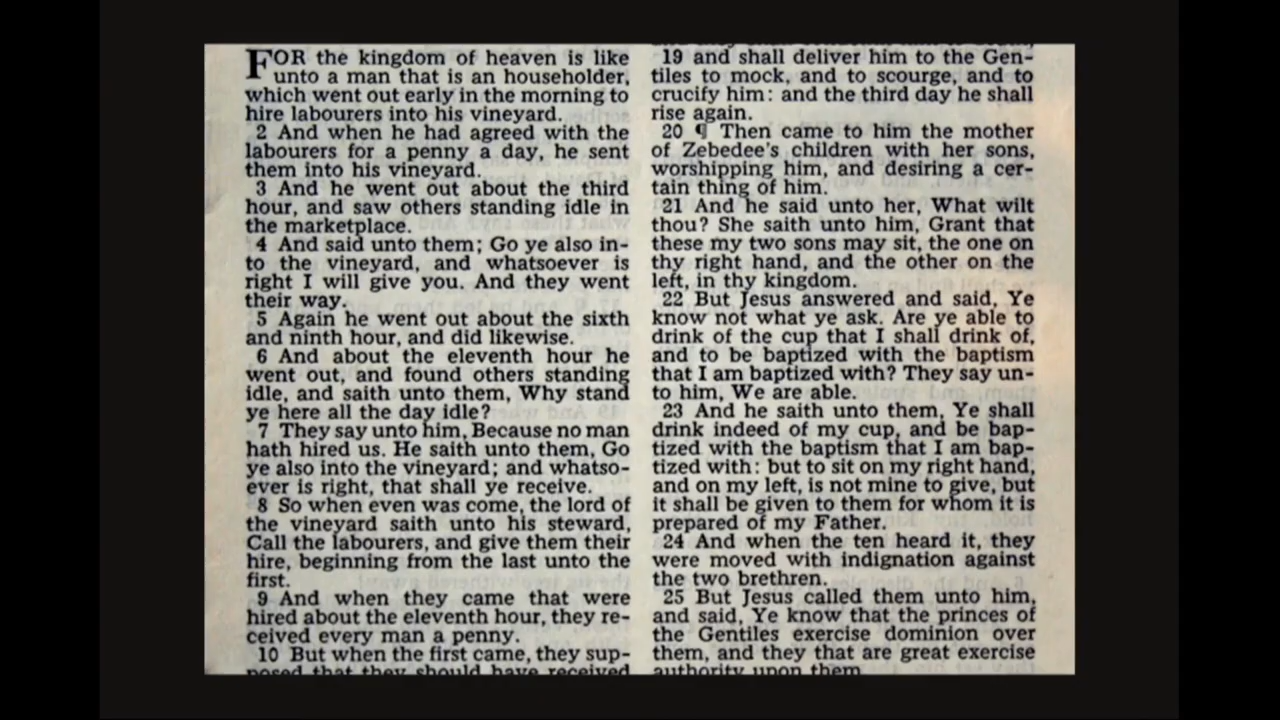 FOR the kingdom of heaven is like
unto a man that is an householder,
which went out early in the morning to
hire labourers into his vineyard.
2 And when he had agreed with the
labourers for a penny a day, he sent
them into his vineyard.
3 And he went out about the third
hour, and saw others standing idle in
the marketplace.
4 And said unto them; Go ye also in-
to the vineyard, and whatsoever is
right I will give you. And they went
their way.
5 Again he went out about the sixth
and ninth hour, and did likewise.
6 And about the eleventh hour he
went out, and found others standing
idle, and saith unto them, Why stand
ye here all the day idle?
7 They say unto him, Because no man
hath hired us. He saith unto them, Go
ye also into the vineyard; and whatso-
ever is right, that shall ye receive.
8 So when even was come, the lord of
the vineyard saith unto his steward,
Call the labourers, and give them their
hire, beginning from the last unto the
first.
9 And when they came that were
hired about the eleventh hour, they re-
ceived every man a penny.
10 But when the first came, they sup-
posed that they should have received
19 and shall deliver him to the Gen-
tiles to mock, and to scourge, and to
crucify him: and the third day he shall
rise again.
20 ¶ Then came to him the mother
of Zebedee's children with her sons,
worshipping him, and desiring a cer-
tain thing of him.
21 And he said unto her, What wilt
thou? She saith unto him, Grant that
these my two sons may sit, the one on
thy right hand, and the other on the
left, in thy kingdom.
22 But Jesus answered and said, Ye
know not what ye ask. Are ye able to
drink of the cup that I shall drink of,
and to be baptized with the baptism
that I am baptized with? They say un-
to him, We are able.
23 And he saith unto them, Ye shall
drink indeed of my cup, and be bap-
tized with the baptism that I am bap-
tized with: but to sit on my right hand,
and on my left, is not mine to give, but
it shall be given to them for whom it is
prepared of my Father.
24 And when the ten heard it, they
were moved with indignation against
the two brethren.
25 But Jesus called them unto him,
and said, Ye know that the princes of
the Gentiles exercise dominion over
them, and they that are great exercise
authority upon them.